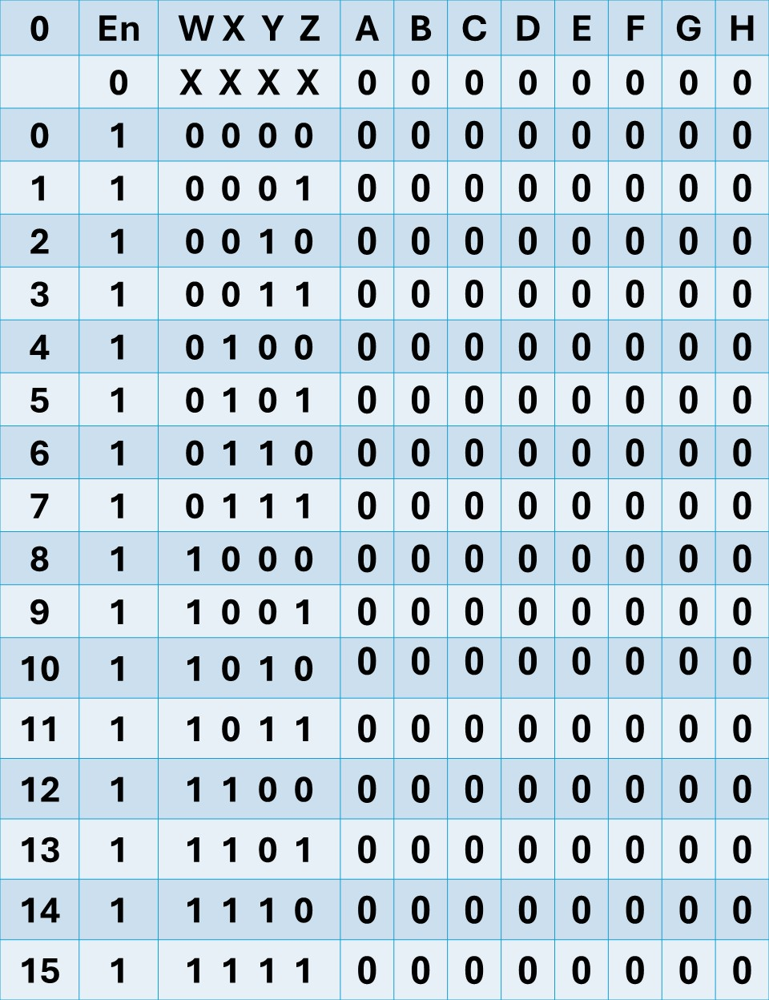 0 En W X Y Z A B C D E F G H
0 X X X X 0 0 0 0 0 0 0 0
0 1 0 0 0 0 0 0 0 0 0 0 0 0
1 1 0 0 0 1 0 0 0 0 0 0 0 0
2 1 0 0 1 0 0 0 0 0 0 0 0 0
3 1 0 0 1 1 0 0 0 0 0 0 0 0
4 1 0 1 0 0 0 0 0 0 0 0 0 0
5 1 0 1 0 1 0 0 0 0 0 0 0 0
6 1 0 1 1 0 0 0 0 0 0 0 0 0
7 1 0 1 1 1 0 0 0 0 0 0 0 0
8 1 1 0 0 0 0 0 0 0 0 0 0 0
9 1 1 0 0 1 0 0 0 0 0 0 0 0
10 1 1 0 1 0 0 0 0 0 0 0 0 0
11 1 1 0 1 1 0 0 0 0 0 0 0 0
12 1 1 1 0 0 0 0 0 0 0 0 0 0
13 1 1 1 0 1 0 0 0 0 0 0 0 0
14 1 1 1 1 0 0 0 0 0 0 0 0 0
15 1 1 1 1 1 0 0 0 0 0 0 0 0